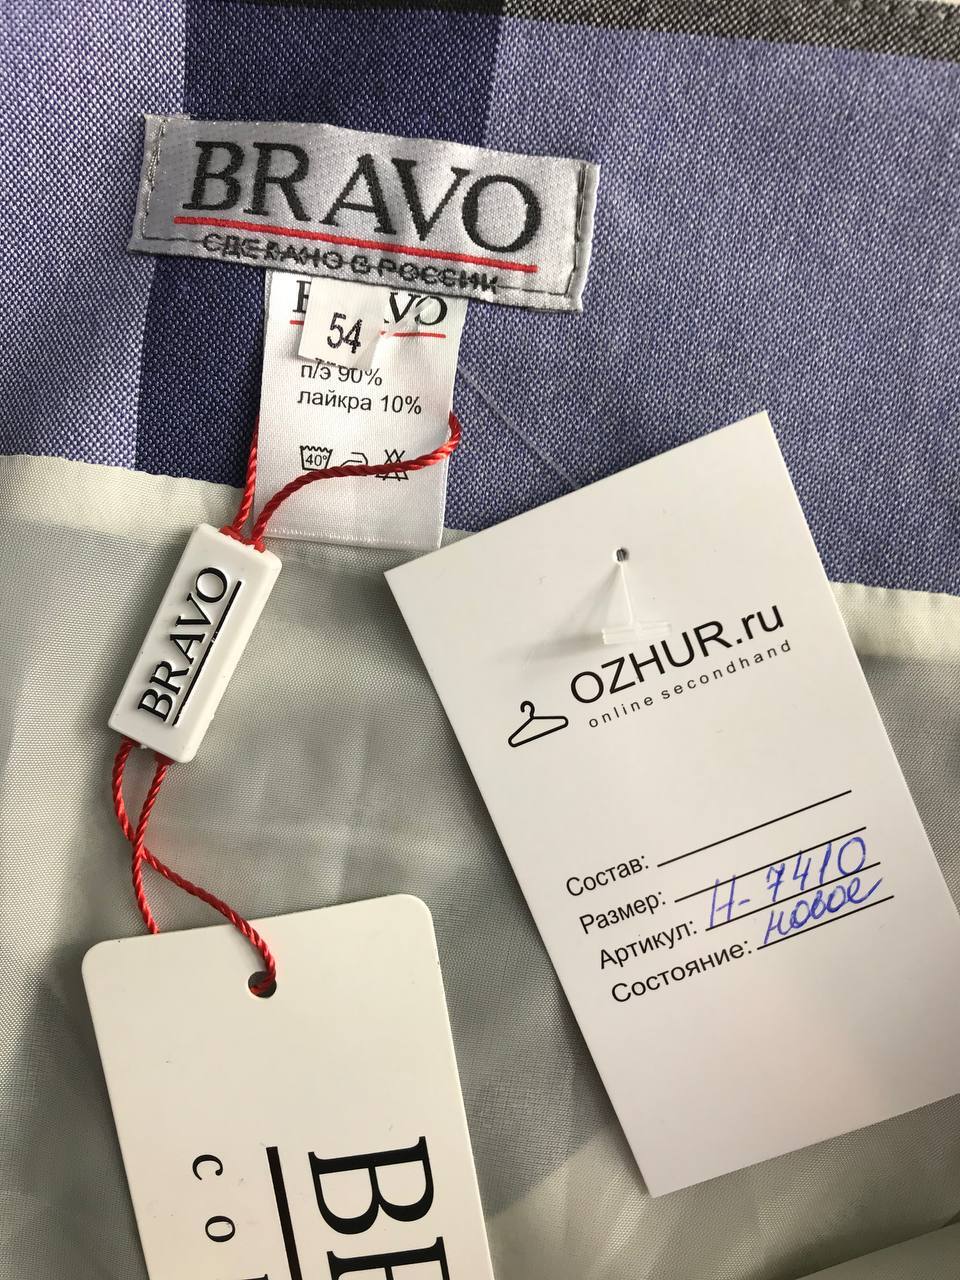 BRAVO
СДЕЛАНО В РОССИИ
54
п/э 90%
лайкра 10%
40°
BRAVO
OZHUR.ru
online secondhand
Состав:
Размер:
Артикул: Н-7410
Состояние: новое